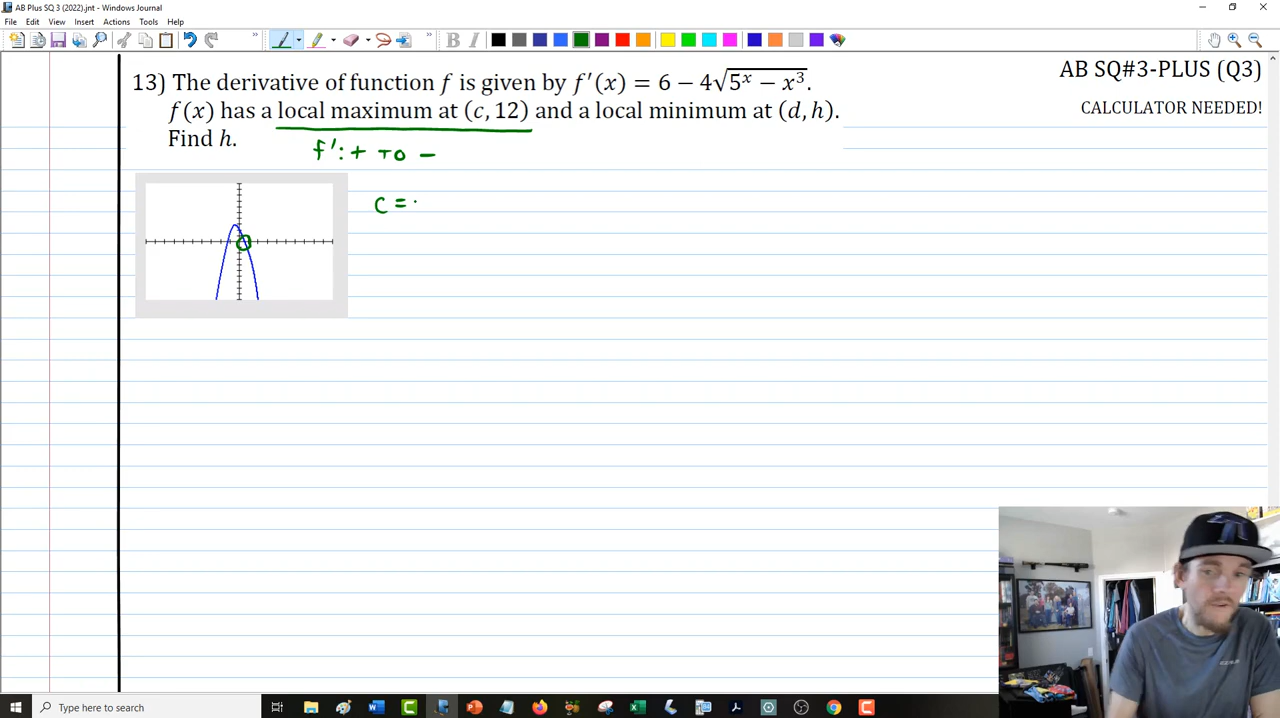 AB Plus SQ 3 (2022).jnt - Windows Journal
File Edit View Insert Actions Tools Help
13) The derivative of function f is given by f′(x) = 6 − 4√(5^x − x^3).
AB SQ#3-PLUS (Q3)
f(x) has a local maximum at (c, 12) and a local minimum at (d, h).
CALCULATOR NEEDED!
Find h.
f': + TO −
c =
Type here to search